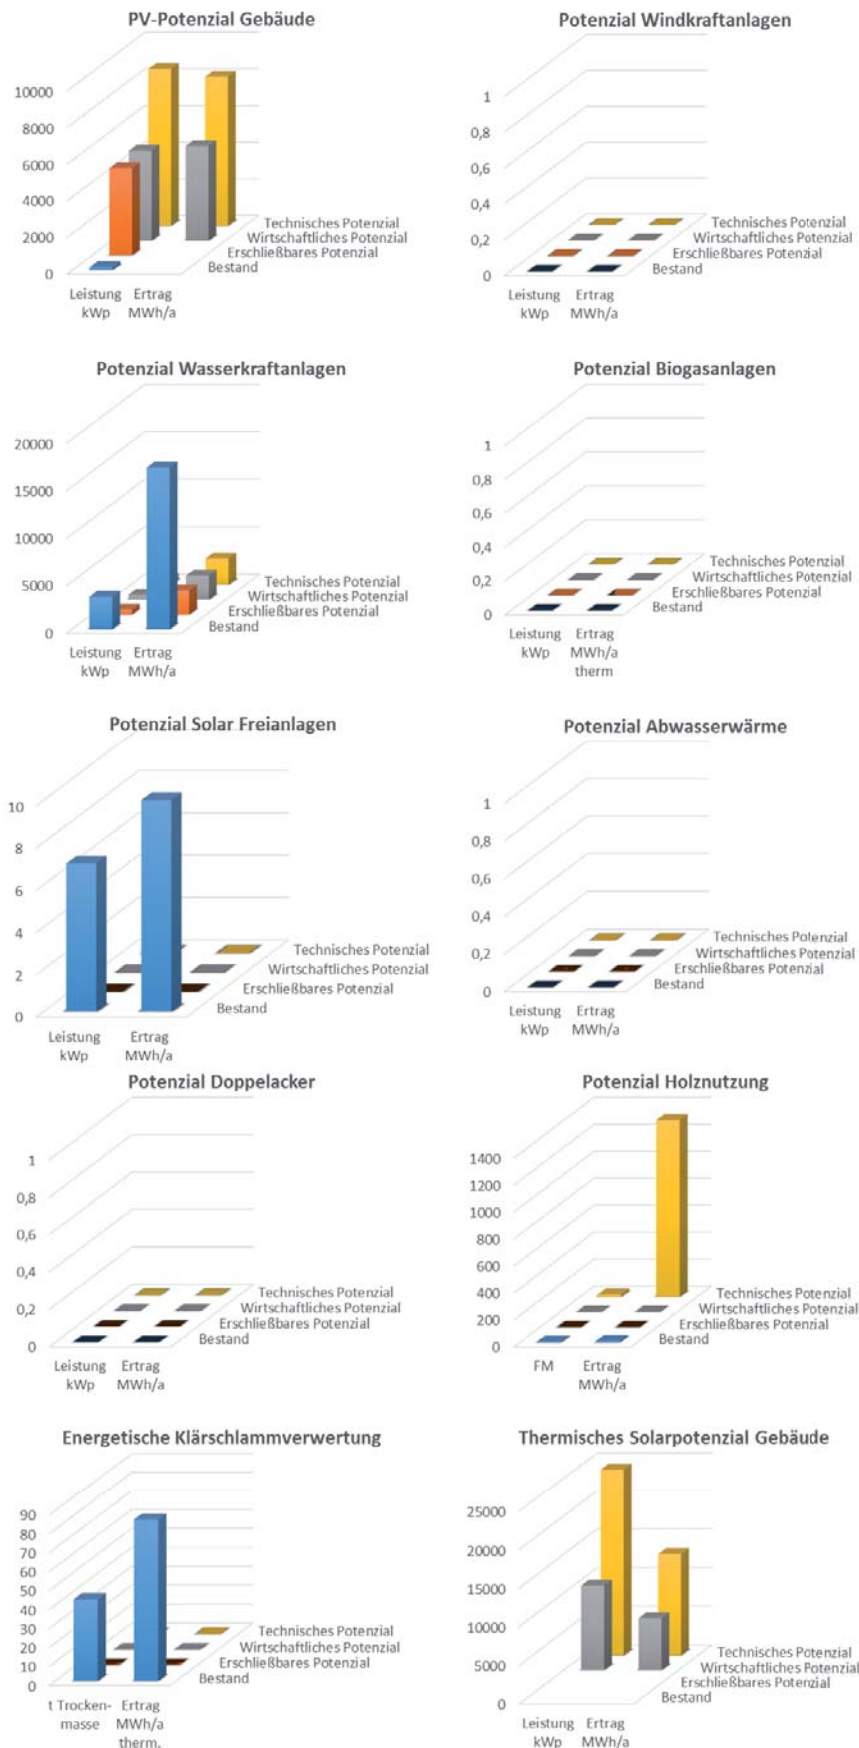 PV-Potenzial Gebäude
10000
8000
6000
4000
2000
0
Technisches Potenzial
Wirtschaftliches Potenzial
Erschließbares Potenzial
Bestand
Leistung Ertrag
kWp MWh/a
Potenzial Windkraftanlagen
1
0,8
0,6
0,4
0,2
0
Technisches Potenzial
Wirtschaftliches Potenzial
Erschließbares Potenzial
Bestand
Leistung Ertrag
kWp MWh/a
Potenzial Wasserkraftanlagen
20000
15000
10000
5000
0
Technisches Potenzial
Wirtschaftliches Potenzial
Erschließbares Potenzial
Bestand
Leistung Ertrag
kWp MWh/a
Potenzial Biogasanlagen
1
0,8
0,6
0,4
0,2
0
Technisches Potenzial
Wirtschaftliches Potenzial
Erschließbares Potenzial
Bestand
Leistung Ertrag
kWp MWh/a
therm
Potenzial Solar Freianlagen
10
8
6
4
2
0
Technisches Potenzial
Wirtschaftliches Potenzial
Erschließbares Potenzial
Bestand
Leistung Ertrag
kWp MWh/a
Potenzial Abwasserwärme
1
0,8
0,6
0,4
0,2
0
Technisches Potenzial
Wirtschaftliches Potenzial
Erschließbares Potenzial
Bestand
Leistung Ertrag
kWp MWh/a
Potenzial Doppelacker
1
0,8
0,6
0,4
0,2
0
Technisches Potenzial
Wirtschaftliches Potenzial
Erschließbares Potenzial
Bestand
Leistung Ertrag
kWp MWh/a
Potenzial Holznutzung
1400
1200
1000
800
600
400
200
0
Technisches Potenzial
Wirtschaftliches Potenzial
Erschließbares Potenzial
Bestand
FM Ertrag
MWh/a
Energetische Klärschlammverwertung
90
80
70
60
50
40
30
20
10
0
Technisches Potenzial
Wirtschaftliches Potenzial
Erschließbares Potenzial
Bestand
t Trocken- Ertrag
masse MWh/a
therm.
Thermisches Solarpotenzial Gebäude
25000
20000
15000
10000
5000
0
Technisches Potenzial
Wirtschaftliches Potenzial
Erschließbares Potenzial
Bestand
Leistung Ertrag
kWp MWh/a